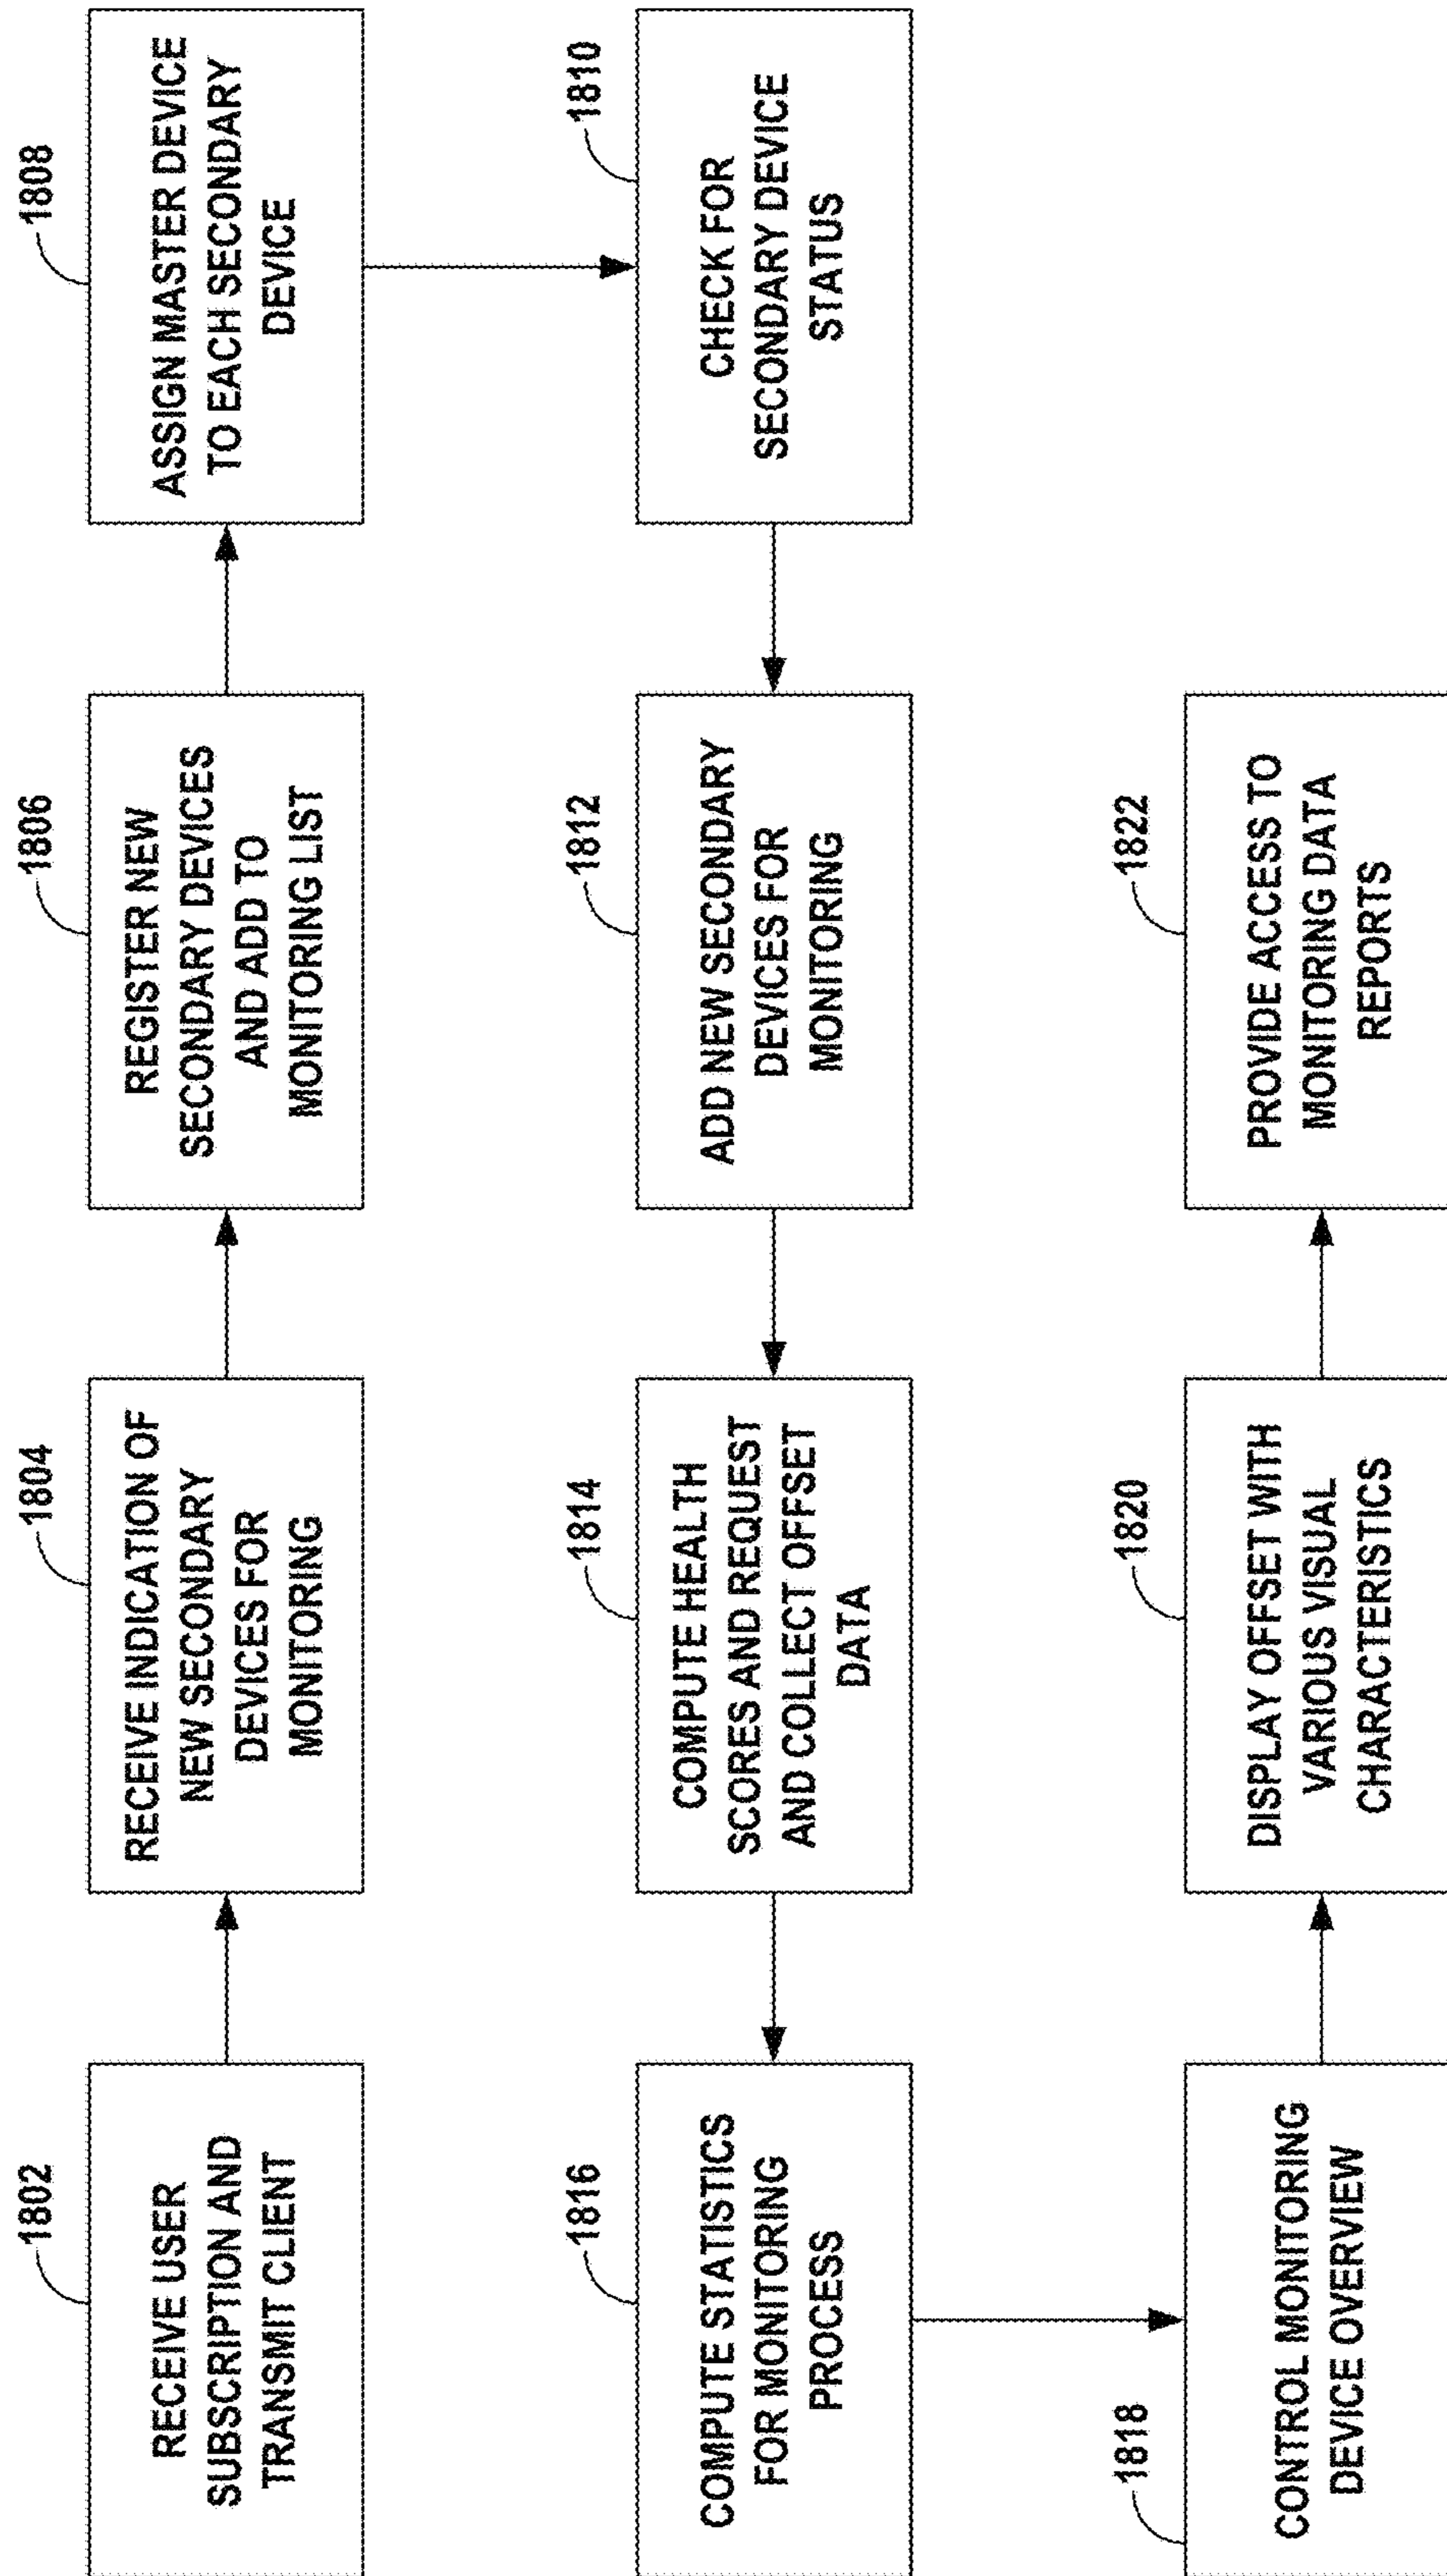 1802
RECEIVE USER
SUBSCRIPTION AND
TRANSMIT CLIENT
1804
RECEIVE INDICATION OF
NEW SECONDARY
DEVICES FOR
MONITORING
1806
REGISTER NEW
SECONDARY DEVICES
AND ADD TO
MONITORING LIST
1808
ASSIGN MASTER DEVICE
TO EACH SECONDARY
DEVICE
1810
CHECK FOR
SECONDARY DEVICE
STATUS
1812
ADD NEW SECONDARY
DEVICES FOR
MONITORING
1814
COMPUTE HEALTH
SCORES AND REQUEST
AND COLLECT OFFSET
DATA
1816
COMPUTE STATISTICS
FOR MONITORING
PROCESS
1818
CONTROL MONITORING
DEVICE OVERVIEW
1820
DISPLAY OFFSET WITH
VARIOUS VISUAL
CHARACTERISTICS
1822
PROVIDE ACCESS TO
MONITORING DATA
REPORTS